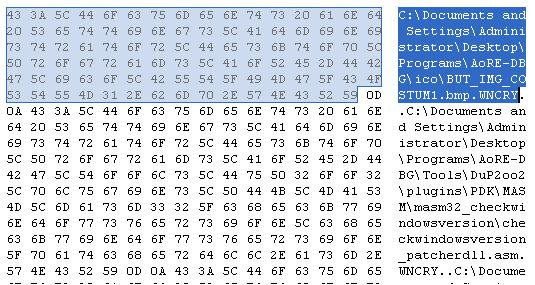 43 3A 5C 44 6F 63 75 6D 65 6E 74 73 20 61 6E 64 C:\Documents and
20 53 65 74 74 69 6E 67 73 5C 41 64 6D 69 6E 69 Settings\Admini
73 74 72 61 74 6F 72 5C 44 65 73 6B 74 6F 70 5C strator\Desktop\
50 72 6F 67 72 61 6D 73 5C 41 6F 52 45 2D 44 42 Programs\AoRE-DB
47 5C 69 63 6F 5C 42 55 54 5F 49 4D 47 5F 43 4F G\ico\BUT_IMG_CO
53 54 55 4D 31 2E 62 6D 70 2E 57 4E 43 52 59 0D STUM1.bmp.WNCRY.
0A 43 3A 5C 44 6F 63 75 6D 65 6E 74 73 20 61 6E .C:\Documents an
64 20 53 65 74 74 69 6E 67 73 5C 41 64 6D 69 6E d Settings\Admin
69 73 74 72 61 74 6F 72 5C 44 65 73 6B 74 6F 70 istrator\Desktop
5C 50 72 6F 67 72 61 6D 73 5C 41 6F 52 45 2D 44 \Programs\AoRE-D
42 47 5C 54 6F 6F 6C 73 5C 44 75 50 32 6F 6F 32 BG\Tools\DuP2oo2
5C 70 6C 75 67 69 6E 73 5C 50 44 4B 5C 4D 41 53 \plugins\PDK\MAS
4D 5C 6D 61 73 6D 33 32 5F 63 68 65 63 6B 77 69 M\masm32_checkwi
6E 64 6F 77 73 76 65 72 73 69 6F 6E 5C 63 68 65 ndowsversion\che
63 6B 77 69 6E 64 6F 77 73 76 65 72 73 69 6F 6E ckwindowsversion
5F 70 61 74 63 68 65 72 64 6C 6C 2E 61 73 6D 2E _patcherdll.asm.
57 4E 43 52 59 0D 0A 43 3A 5C 44 6F 63 75 6D 65 WNCRY..C:\Docume